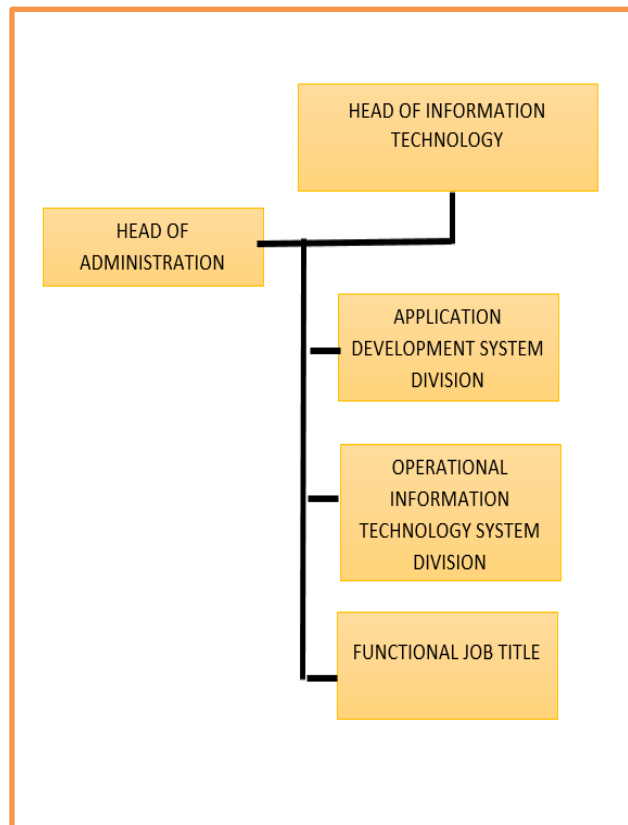 HEAD OF INFORMATION
TECHNOLOGY
HEAD OF
ADMINISTRATION
APPLICATION
DEVELOPMENT SYSTEM
DIVISION
OPERATIONAL
INFORMATION
TECHNOLOGY SYSTEM
DIVISION
FUNCTIONAL JOB TITLE